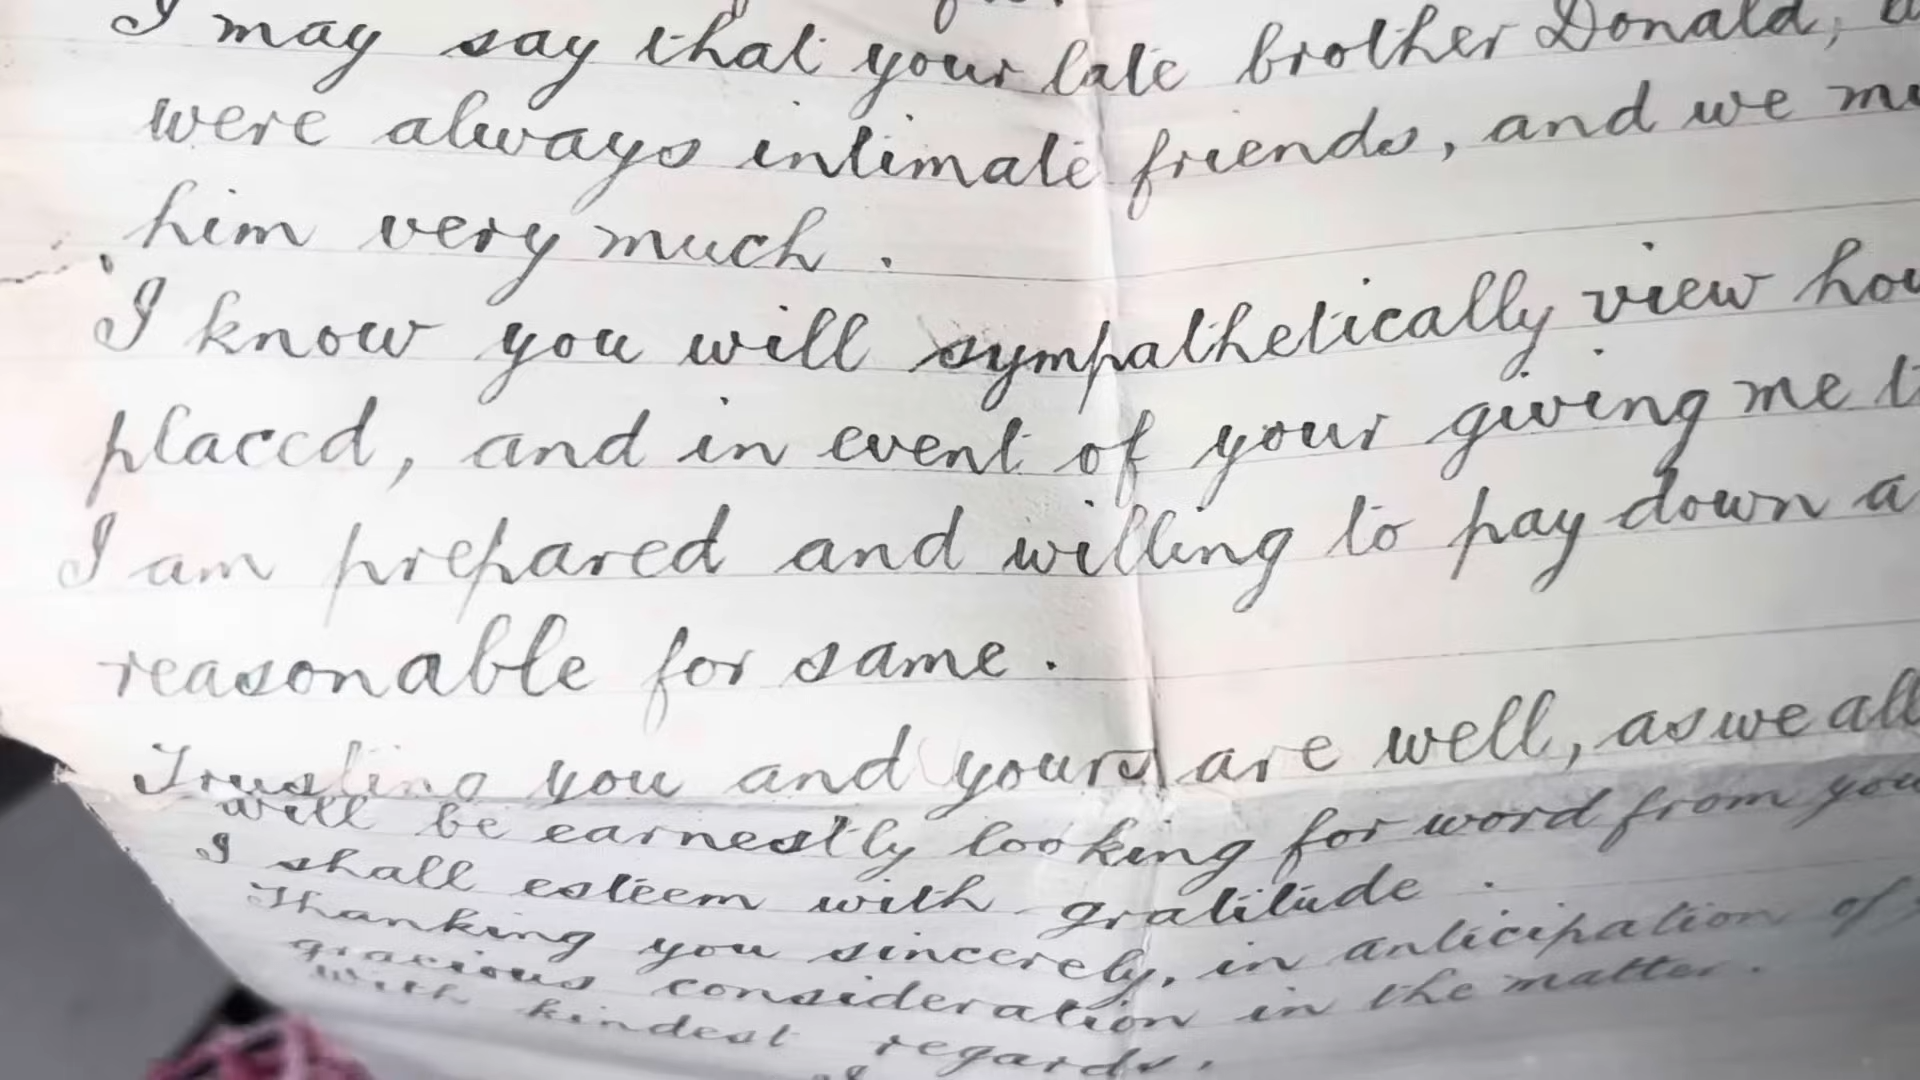 I may say that your late brother Donald,
were always intimate friends, and we
him very much.
I know you will sympathetically view
placed, and in event of your giving me
I am prepared and willing to pay down a
reasonable for same.
Trusting you and yours are well, as we all
will be earnestly looking for word from you
I shall esteem with gratitude.
Thanking you sincerely, in anticipation of
gracious consideration in the matter.
With kindest regards,